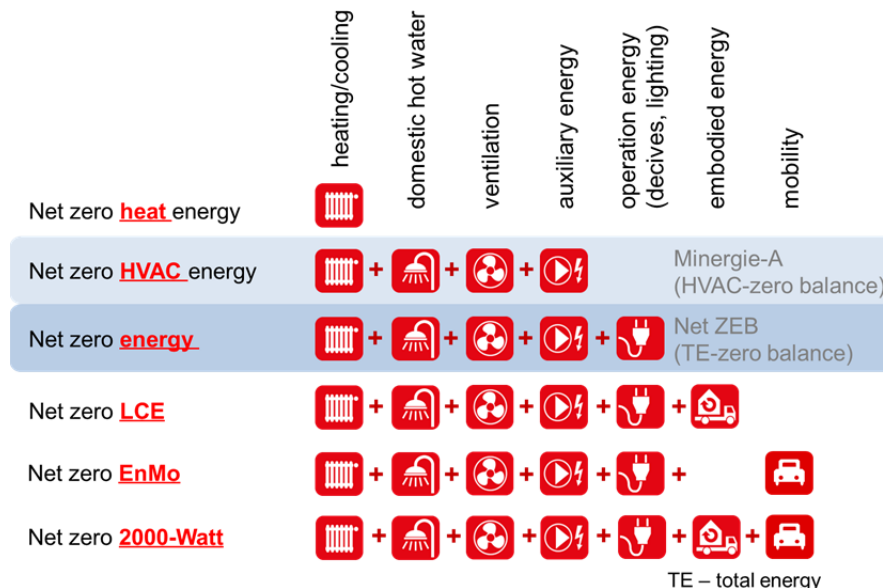 heating/cooling
domestic hot water
ventilation
auxiliary energy
operation energy
(decives, lighting)
embodied energy
mobility
Net zero heat energy
Net zero HVAC energy
+ + +
Minergie-A
(HVAC-zero balance)
Net zero energy
+ + + +
Net ZEB
(TE-zero balance)
Net zero LCE
+ + + + +
Net zero EnMo
+ + + + +
Net zero 2000-Watt
+ + + + + +
TE – total energy